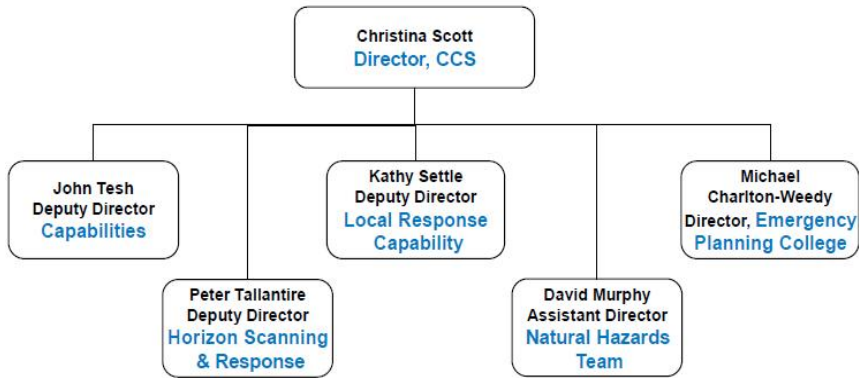 Christina Scott
Director, CCS
John Tesh
Deputy Director
Capabilities
Kathy Settle
Deputy Director
Local Response
Capability
Michael
Charlton-Weedy
Director, Emergency
Planning College
Peter Tallantire
Deputy Director
Horizon Scanning
& Response
David Murphy
Assistant Director
Natural Hazards
Team